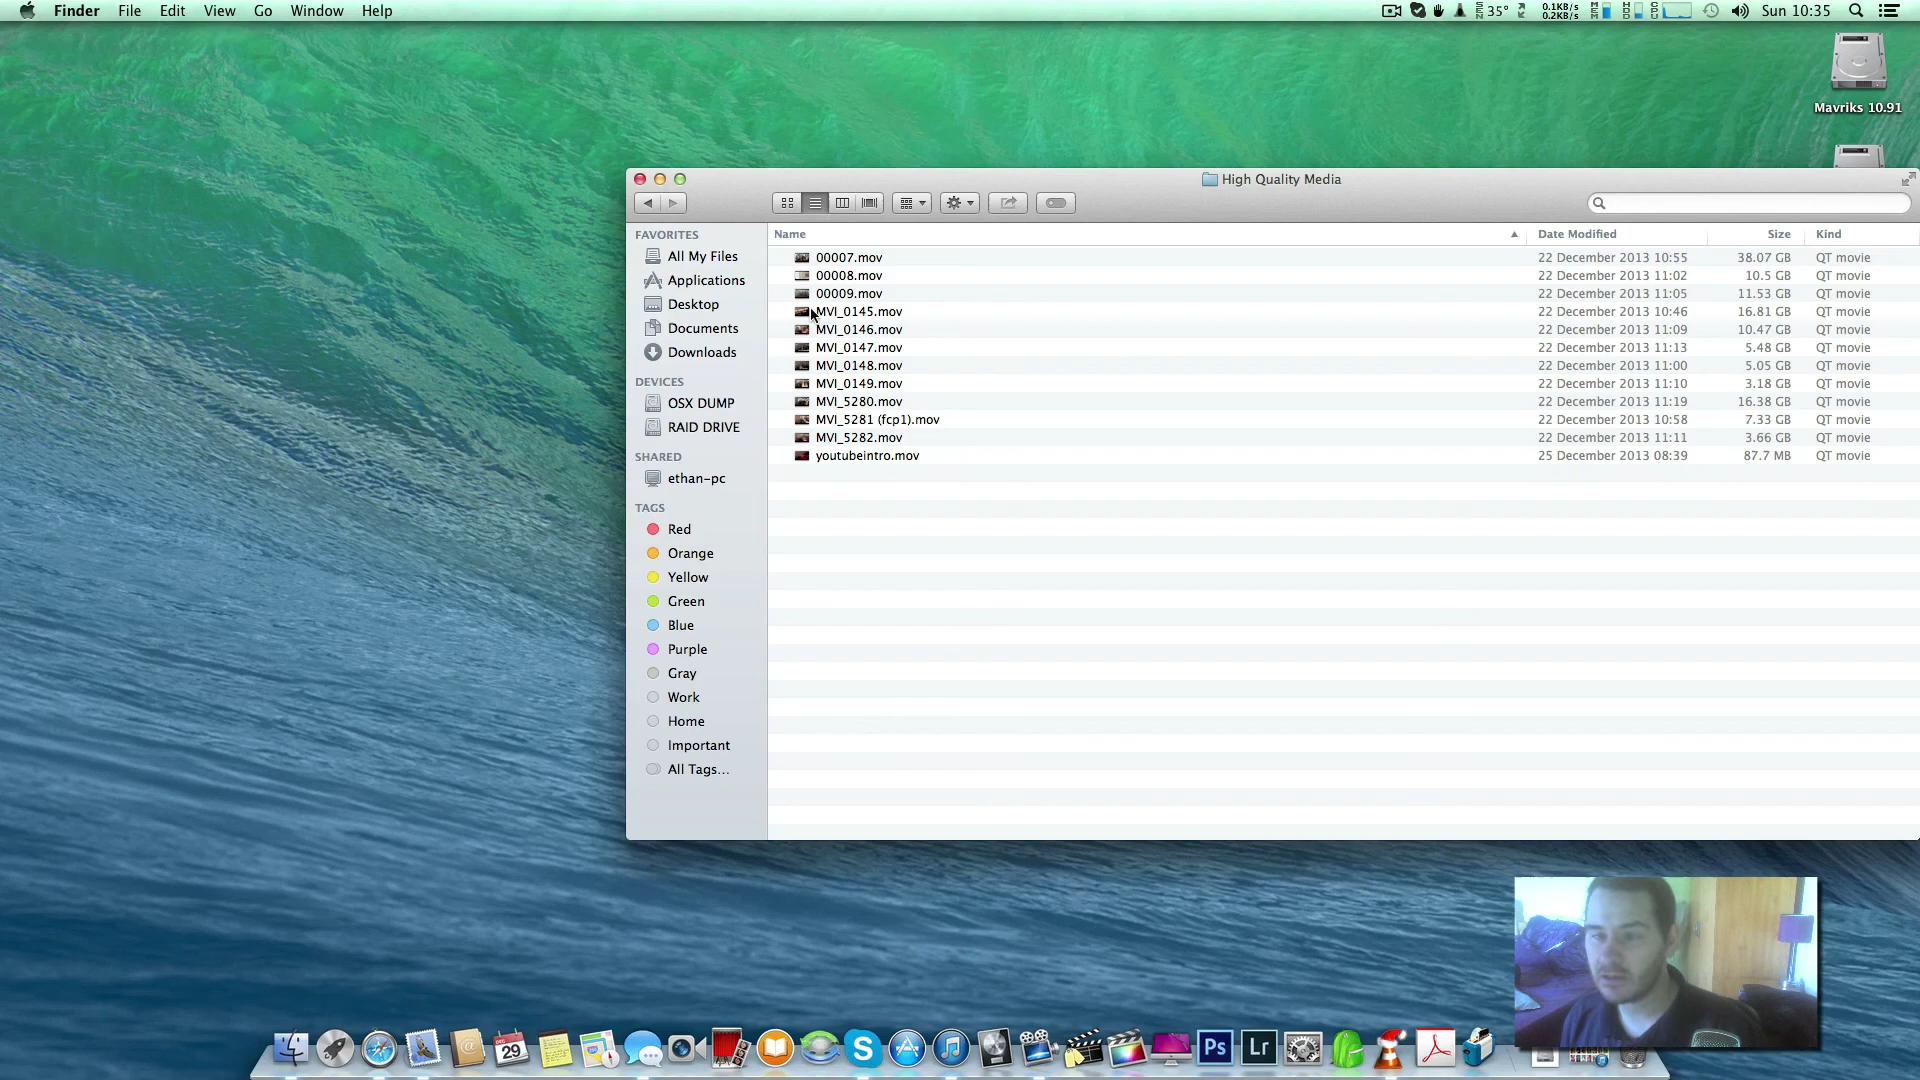 Finder File Edit View Go Window Help
35° 0.1KB/s 0.2KB/s Sun 10:35
Mavriks 10.91
High Quality Media
FAVORITES
All My Files
Applications
Desktop
Documents
Downloads
DEVICES
OSX DUMP
RAID DRIVE
SHARED
ethan-pc
TAGS
Red
Orange
Yellow
Green
Blue
Purple
Gray
Work
Home
Important
All Tags...
Name Date Modified Size Kind
00007.mov 22 December 2013 10:55 38.07 GB QT movie
00008.mov 22 December 2013 11:02 10.5 GB QT movie
00009.mov 22 December 2013 11:05 11.53 GB QT movie
MVI_0145.mov 22 December 2013 10:46 16.81 GB QT movie
MVI_0146.mov 22 December 2013 11:09 10.47 GB QT movie
MVI_0147.mov 22 December 2013 11:13 5.48 GB QT movie
MVI_0148.mov 22 December 2013 11:00 5.05 GB QT movie
MVI_0149.mov 22 December 2013 11:10 3.18 GB QT movie
MVI_5280.mov 22 December 2013 11:19 16.38 GB QT movie
MVI_5281 (fcp1).mov 22 December 2013 10:58 7.33 GB QT movie
MVI_5282.mov 22 December 2013 11:11 3.66 GB QT movie
youtubeintro.mov 25 December 2013 08:39 87.7 MB QT movie
DEC 29
Ps
Lr